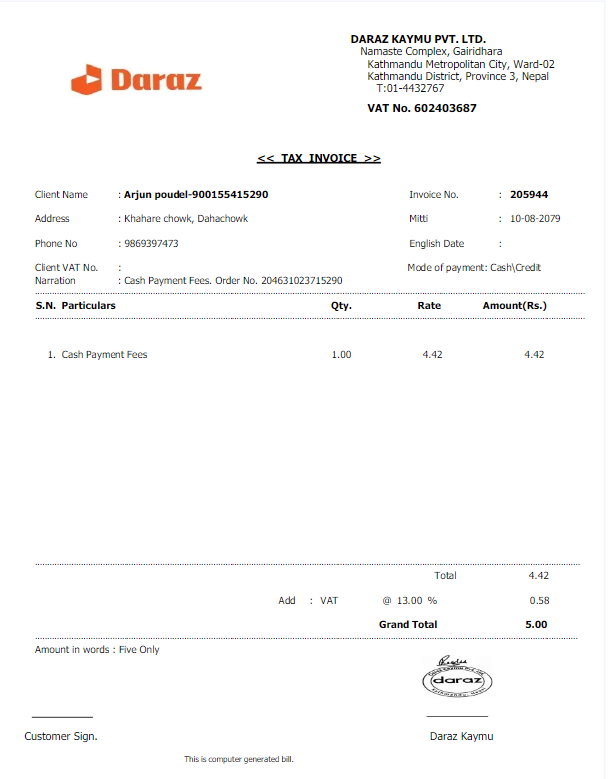 Daraz
DARAZ KAYMU PVT. LTD.
Namaste Complex, Gairidhara
Kathmandu Metropolitan City, Ward-02
Kathmandu District, Province 3, Nepal
T:01-4432767
VAT No. 602403687
<< TAX INVOICE >>
Client Name : Arjun poudel-900155415290 Invoice No. : 205944
Address : Khahare chowk, Dahachowk Mitti : 10-08-2079
Phone No : 9869397473 English Date :
Client VAT No. : Mode of payment: Cash\Credit
Narration : Cash Payment Fees. Order No. 204631023715290
S.N. Particulars Qty. Rate Amount(Rs.)
1. Cash Payment Fees 1.00 4.42 4.42
Total 4.42
Add : VAT @ 13.00 % 0.58
Grand Total 5.00
Amount in words : Five Only
daraz
Customer Sign. Daraz Kaymu
This is computer generated bill.